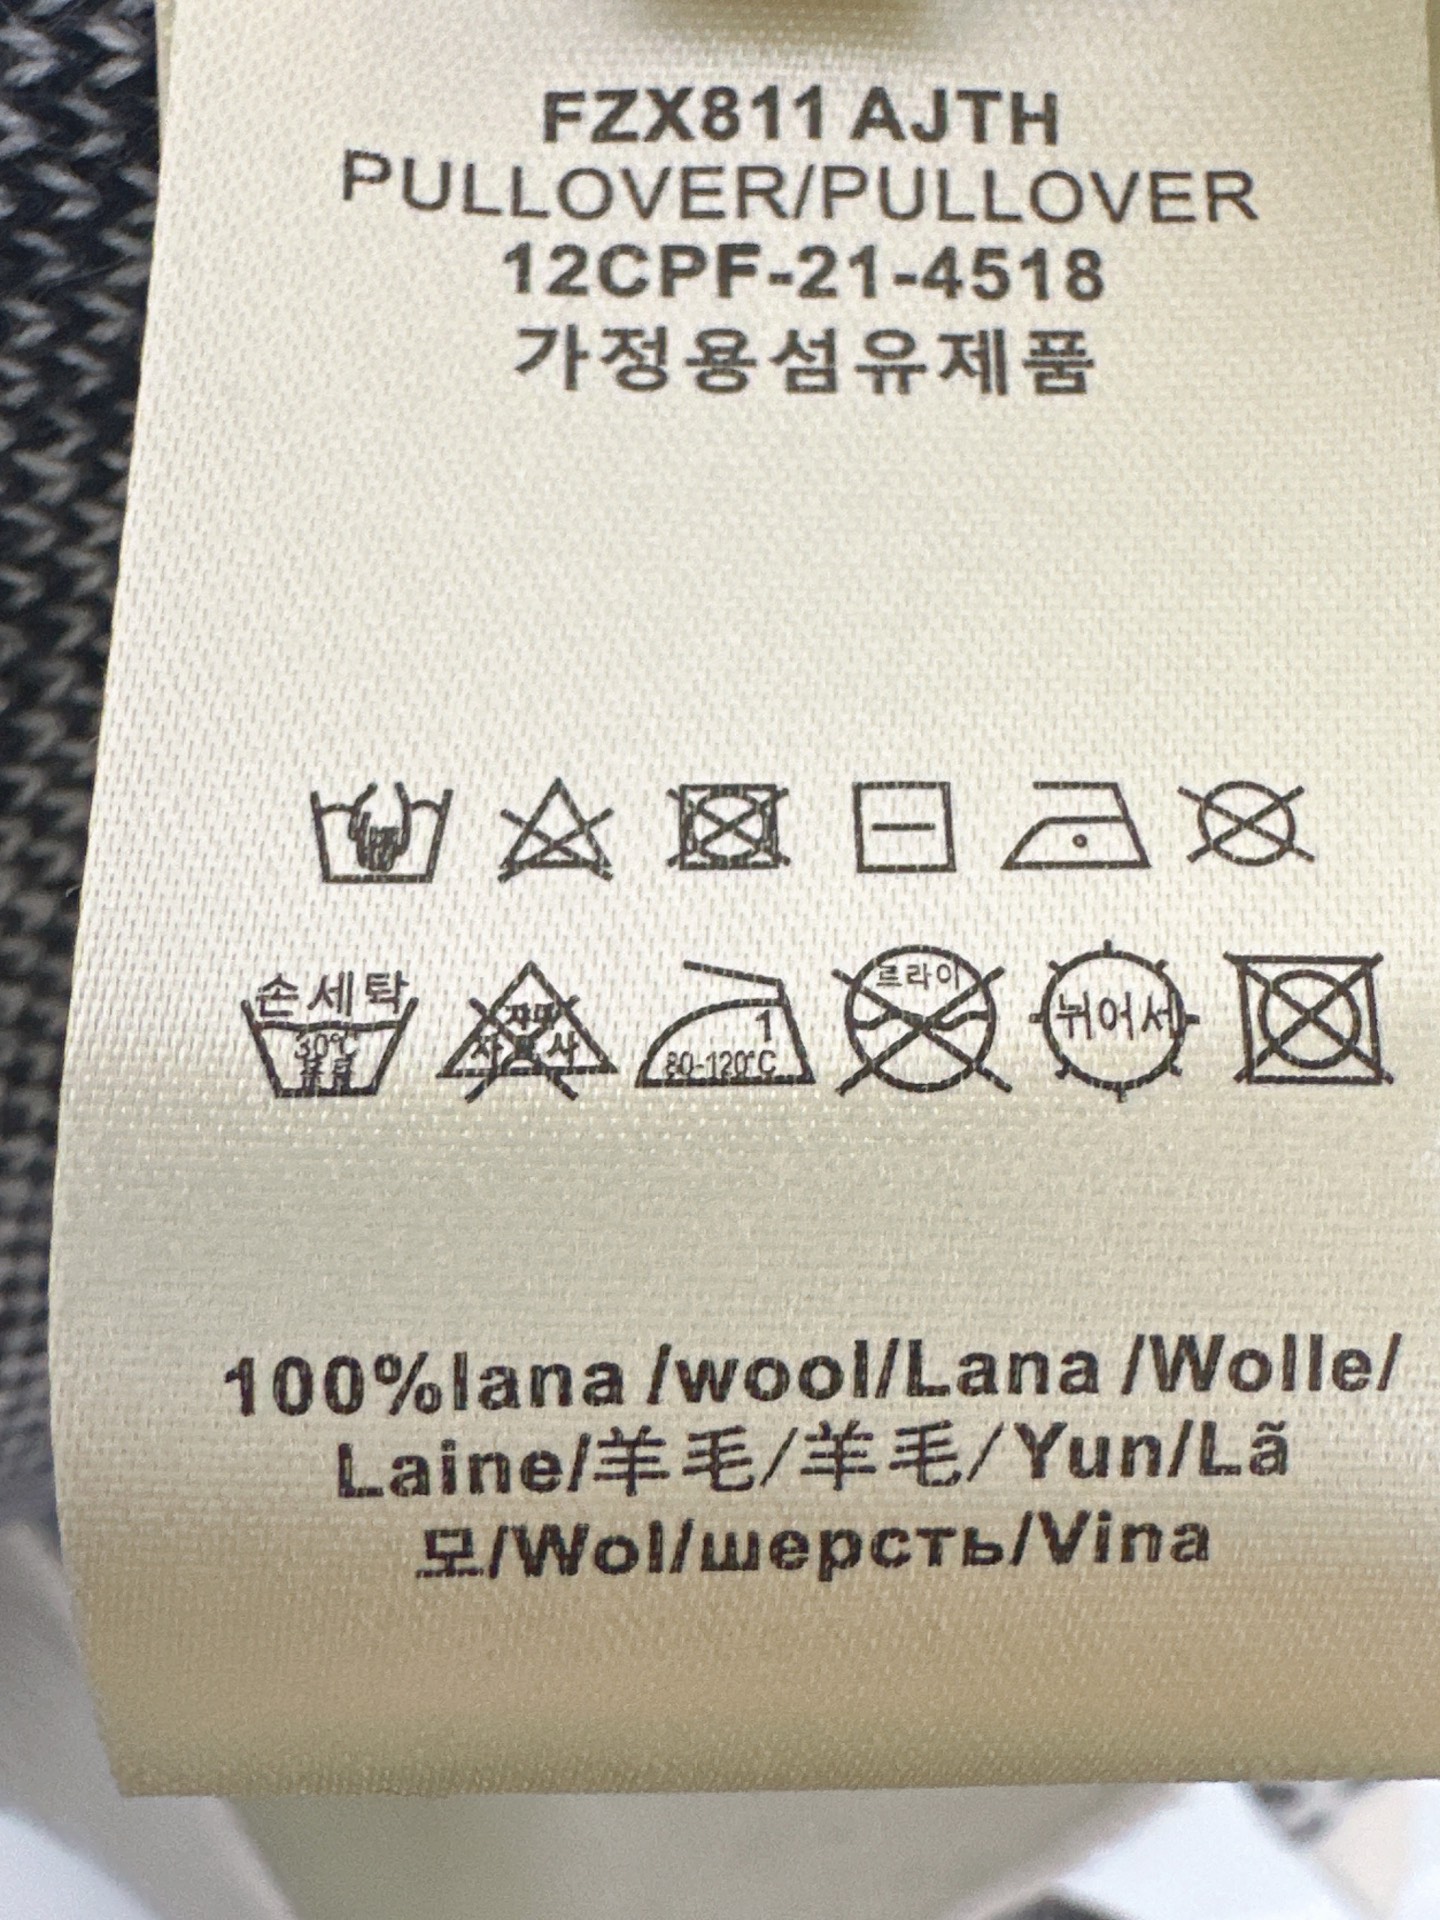 FZX811 AJTH
PULLOVER/PULLOVER
12CPF-21-4518
가정용섬유제품
손세탁 30℃
1 80-120℃
르라이
뉘어서
100%lana/wool/Lana/Wolle/
Laine/羊毛/羊毛/Yun/Lã
모/Wol/шерсть/Vina